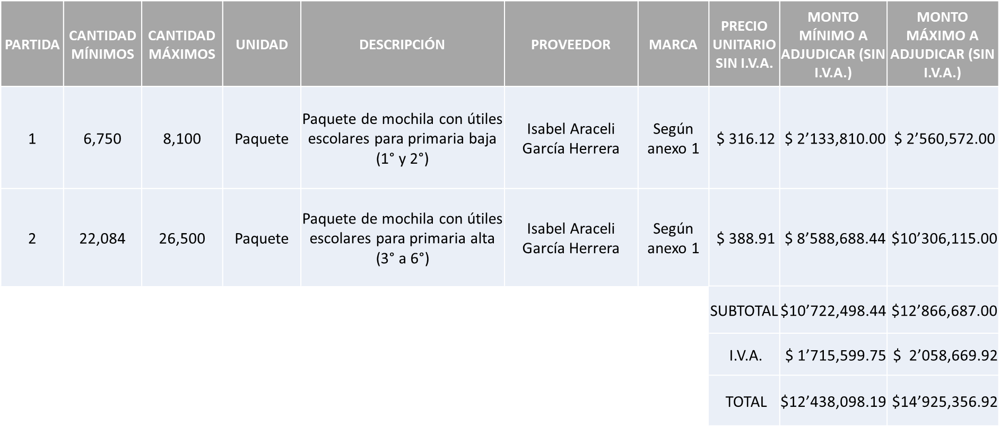 PARTIDA
CANTIDAD
MÍNIMOS
CANTIDAD
MÁXIMOS
UNIDAD
DESCRIPCIÓN
PROVEEDOR
MARCA
PRECIO
UNITARIO
SIN I.V.A.
MONTO
MÍNIMO A
ADJUDICAR (SIN
I.V.A.)
MONTO
MÁXIMO A
ADJUDICAR (SIN
I.V.A.)
1
6,750
8,100
Paquete
Paquete de mochila con útiles
escolares para primaria baja
(1° y 2°)
Isabel Araceli
García Herrera
Según
anexo 1
$ 316.12
$ 2’133,810.00
$ 2’560,572.00
2
22,084
26,500
Paquete
Paquete de mochila con útiles
escolares para primaria alta
(3° a 6°)
Isabel Araceli
García Herrera
Según
anexo 1
$ 388.91
$ 8’588,688.44
$10’306,115.00
SUBTOTAL
$10’722,498.44
$12’866,687.00
I.V.A.
$ 1’715,599.75
$ 2’058,669.92
TOTAL
$12’438,098.19
$14’925,356.92